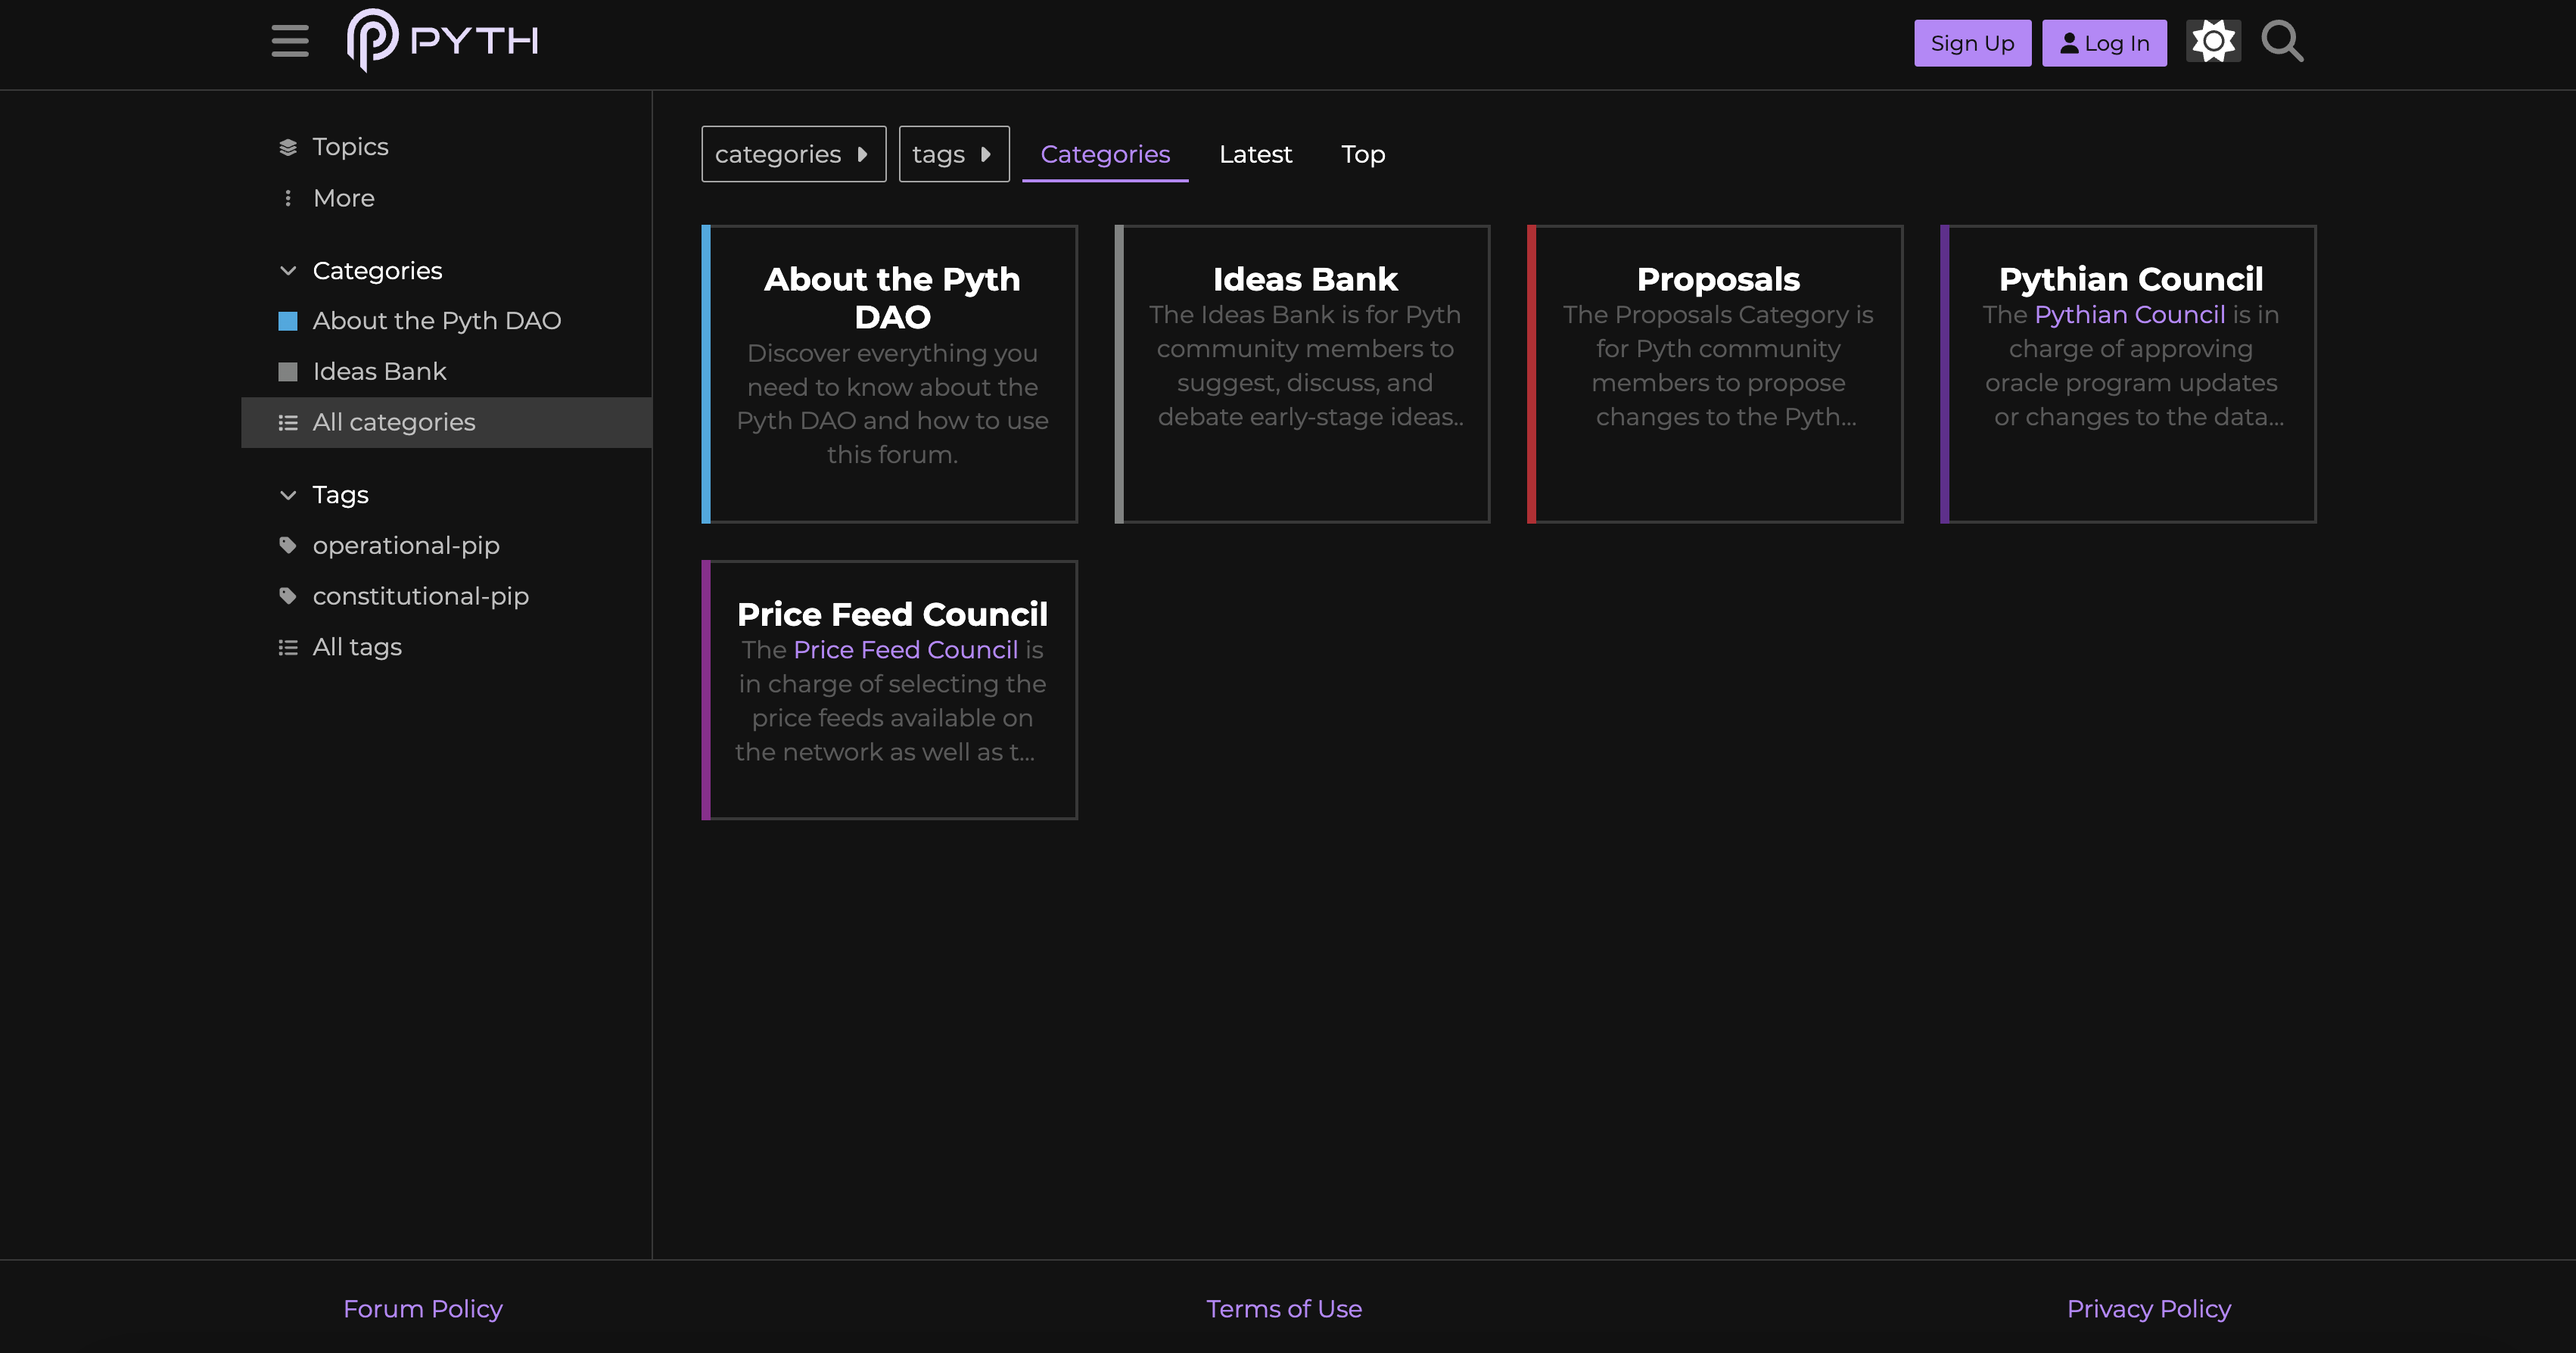 PYTH
Sign Up
Log In
Topics
More
Categories
About the Pyth DAO
Ideas Bank
All categories
Tags
operational-pip
constitutional-pip
All tags
categories
tags
Categories
Latest
Top
About the Pyth
DAO
Discover everything you
need to know about the
Pyth DAO and how to use
this forum.
Ideas Bank
The Ideas Bank is for Pyth
community members to
suggest, discuss, and
debate early-stage ideas..
Proposals
The Proposals Category is
for Pyth community
members to propose
changes to the Pyth...
Pythian Council
The Pythian Council is in
charge of approving
oracle program updates
or changes to the data...
Price Feed Council
The Price Feed Council is
in charge of selecting the
price feeds available on
the network as well as t...
Forum Policy
Terms of Use
Privacy Policy